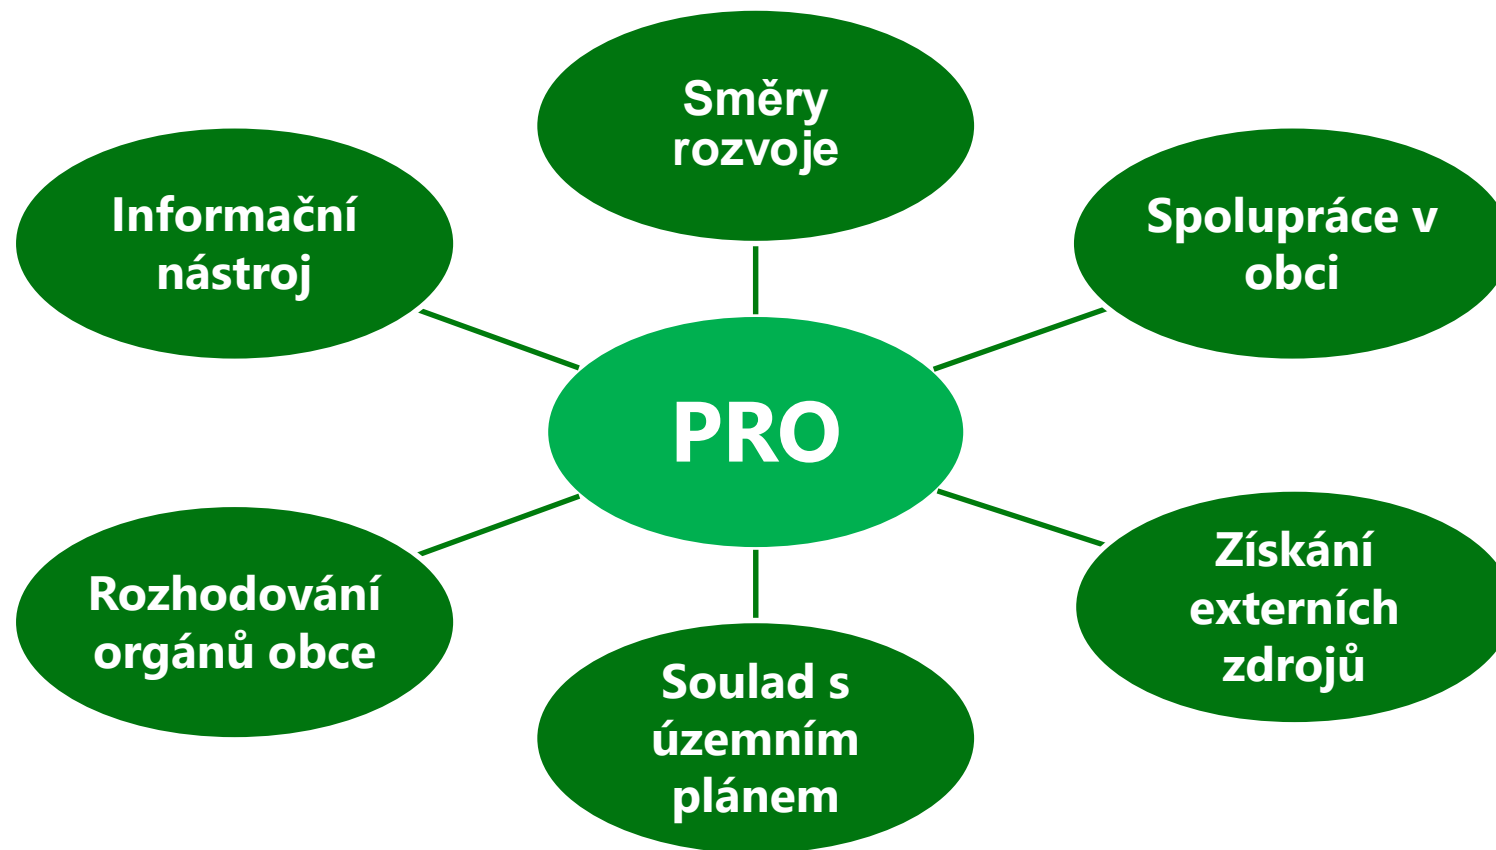 Směry
rozvoje
Informační
nástroj
Spolupráce v
obci
PRO
Rozhodování
orgánů obce
Získání
externích
zdrojů
Soulad s
územním
plánem